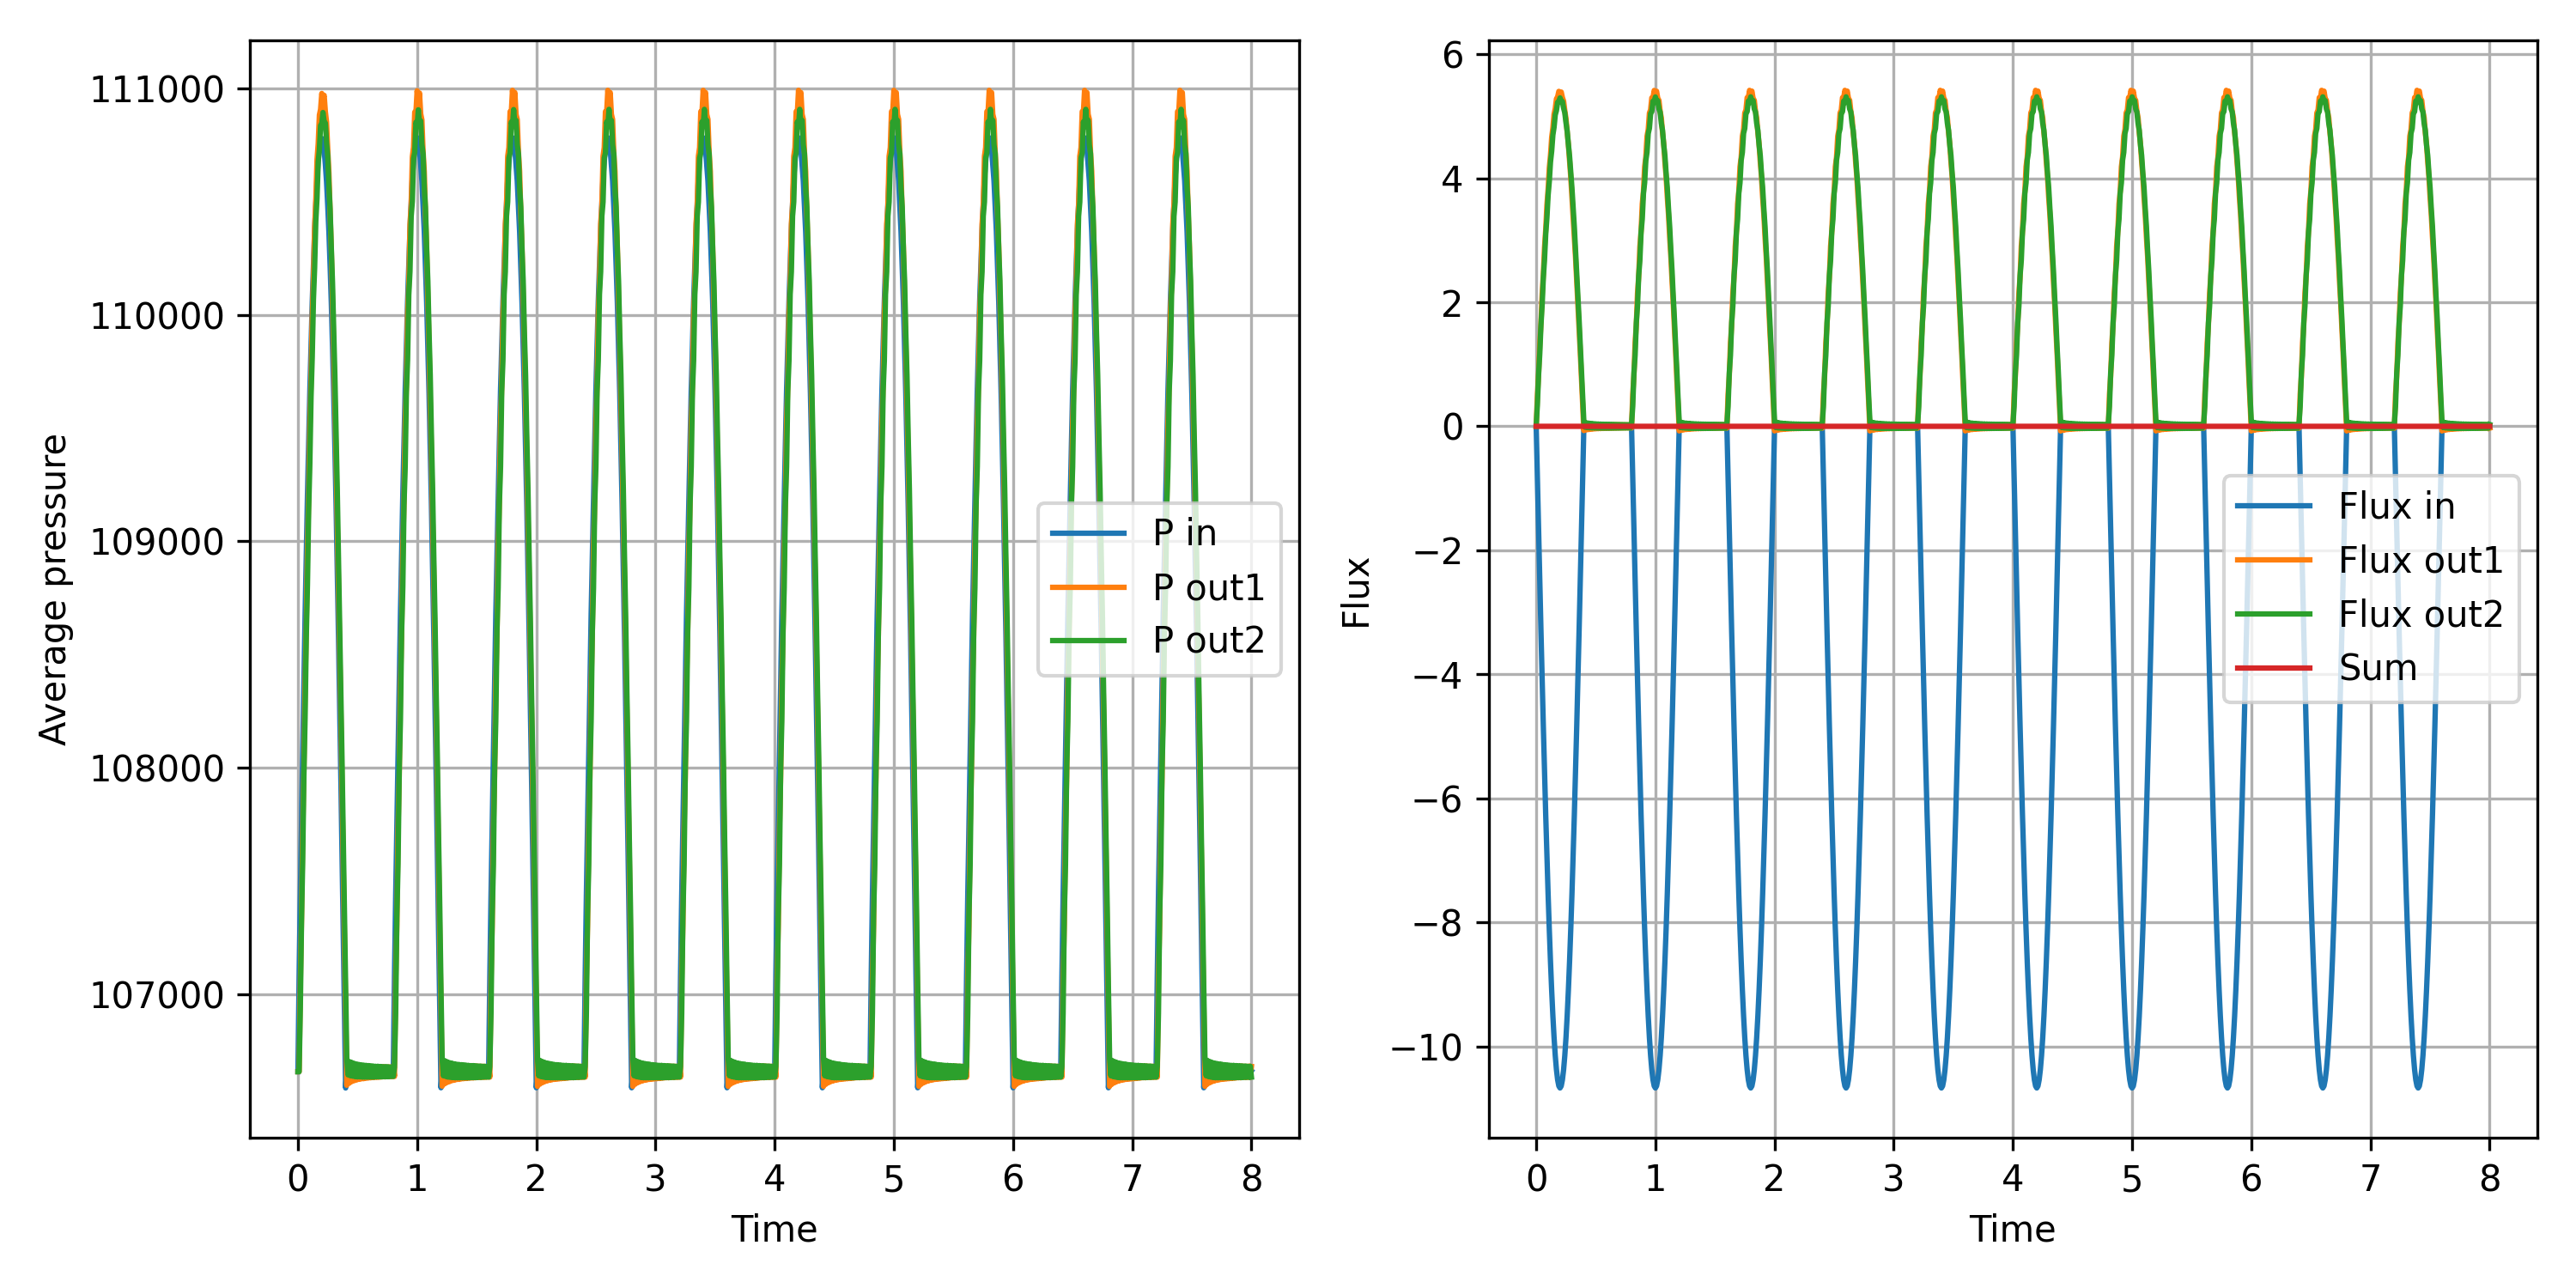 111000
110000
109000
108000
107000
Average pressure
0 1 2 3 4 5 6 7 8
Time
P in
P out1
P out2
6
4
2
0
−2
−4
−6
−8
−10
Flux
0 1 2 3 4 5 6 7 8
Time
Flux in
Flux out1
Flux out2
Sum